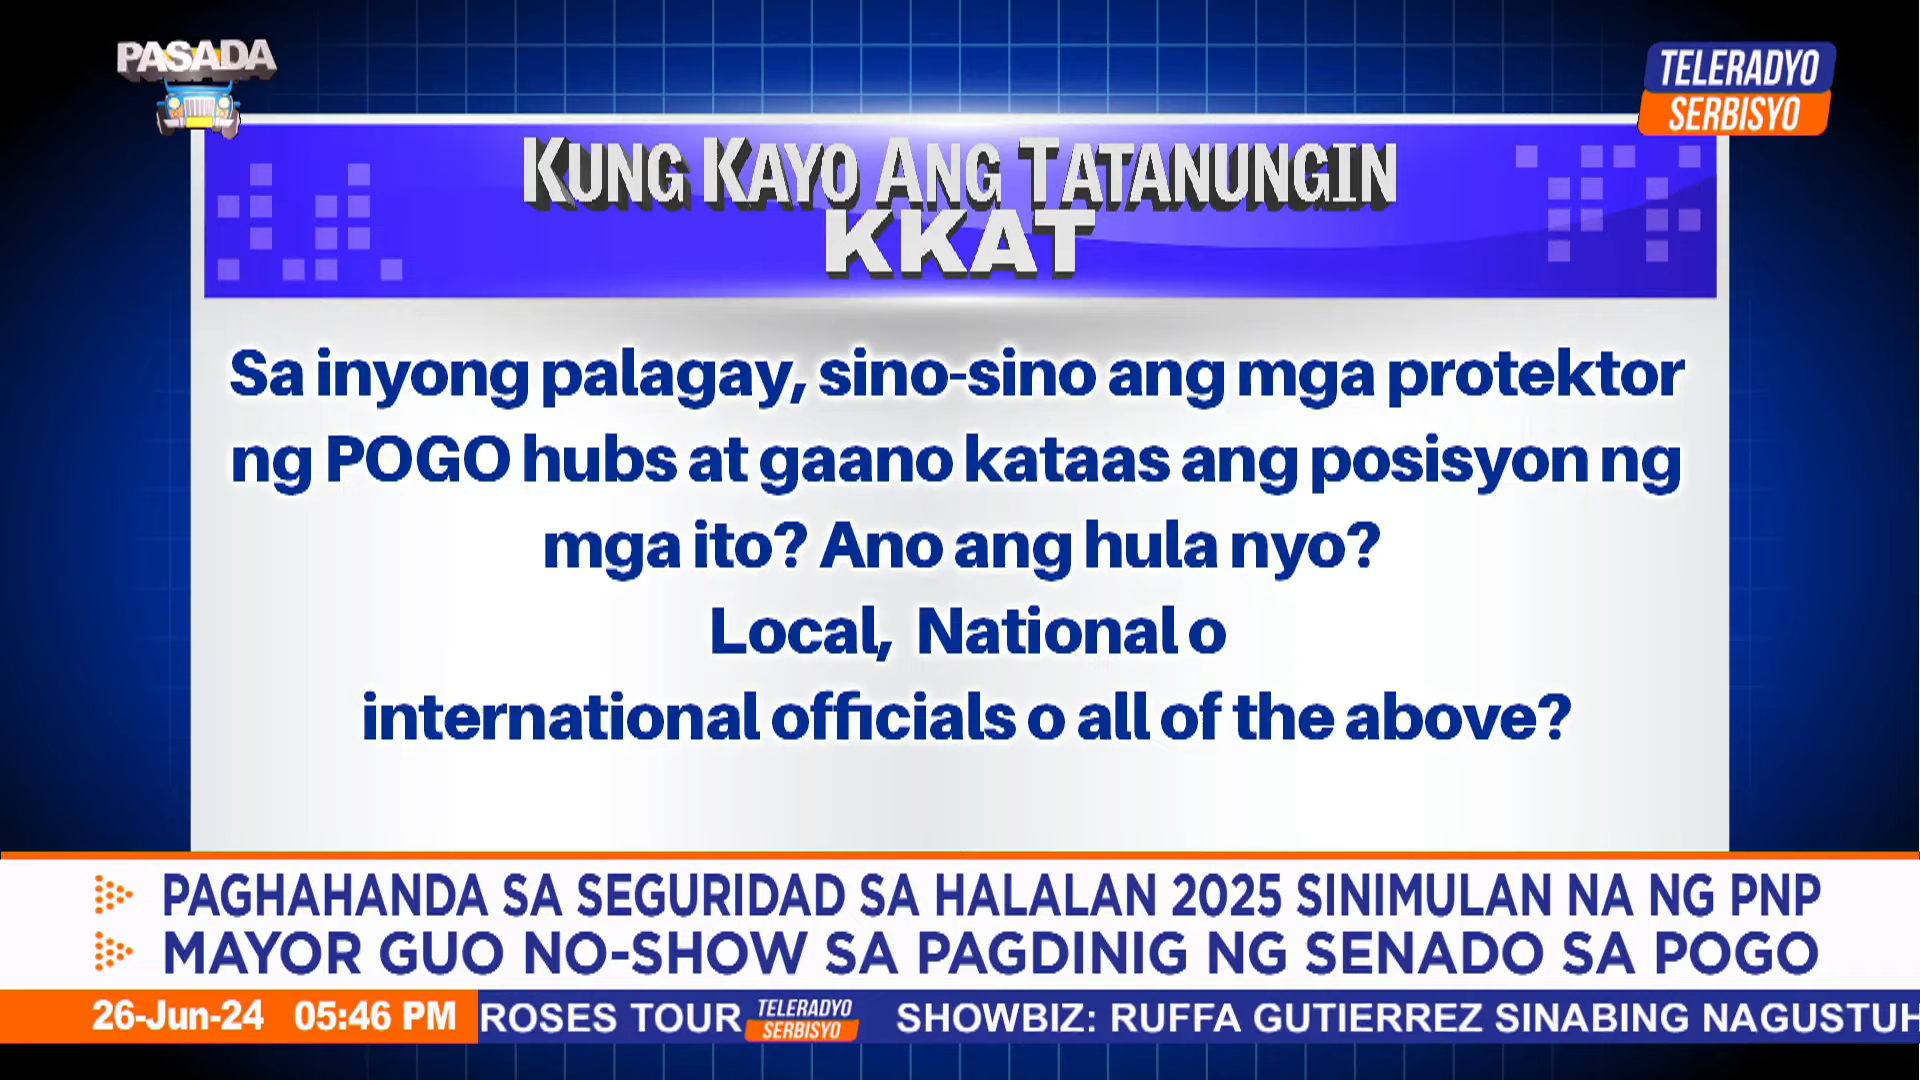 PASADA
TELERADYO
SERBISYO
KUNG KAYO ANG TATANUNGIN
KKAT
Sa inyong palagay, sino-sino ang mga protektor
ng POGO hubs at gaano kataas ang posisyon ng
mga ito? Ano ang hula nyo?
Local, National o
international officials o all of the above?
PAGHAHANDA SA SEGURIDAD SA HALALAN 2025 SINIMULAN NA NG PNP
MAYOR GUO NO-SHOW SA PAGDINIG NG SENADO SA POGO
26-Jun-24 05:46 PM ROSES TOUR TELERADYO SERBISYO SHOWBIZ: RUFFA GUTIERREZ SINABING NAGUSTUH